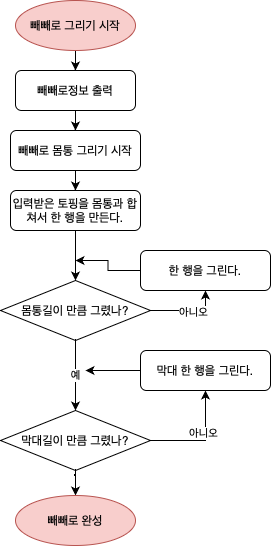 빼빼로 그리기 시작
빼빼로정보 출력
빼빼로 몸통 그리기 시작
입력받은 토핑을 몸통과 합
쳐서 한 행을 만든다.
한 행을 그린다.
몸통길이 만큼 그렸나?
아니오
예
막대 한 행을 그린다.
막대길이 만큼 그렸나?
아니오
빼빼로 완성